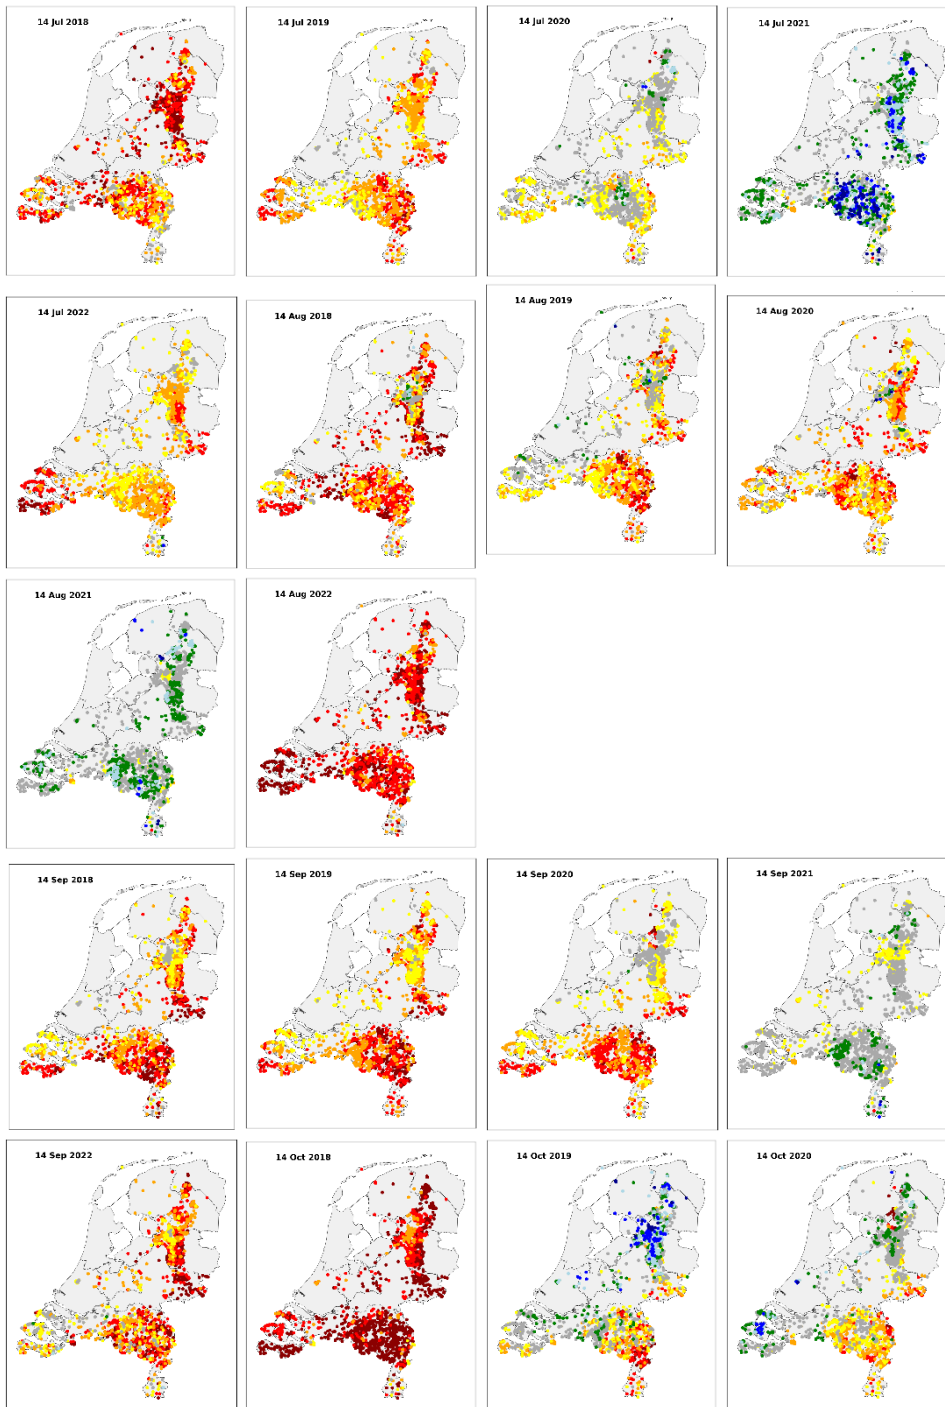 14 Jul 2018
14 Jul 2019
14 Jul 2020
14 Jul 2021
14 Jul 2022
14 Aug 2018
14 Aug 2019
14 Aug 2020
14 Aug 2021
14 Aug 2022
14 Sep 2018
14 Sep 2019
14 Sep 2020
14 Sep 2021
14 Sep 2022
14 Oct 2018
14 Oct 2019
14 Oct 2020